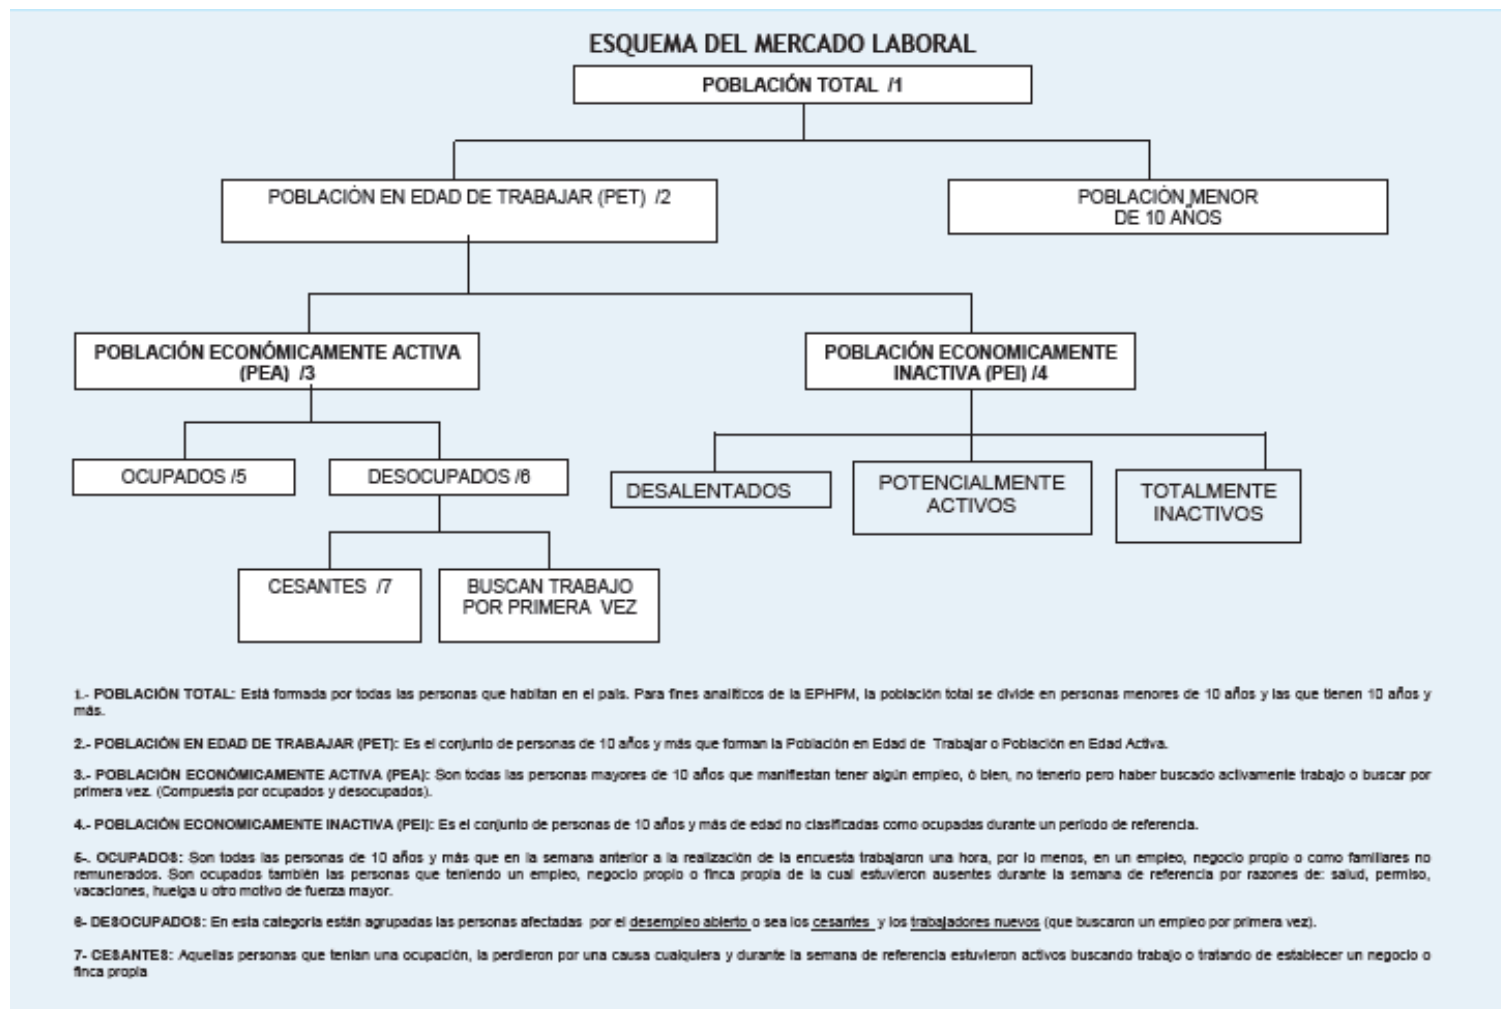 ESQUEMA DEL MERCADO LABORAL
POBLACIÓN TOTAL /1
POBLACIÓN EN EDAD DE TRABAJAR (PET) /2
POBLACIÓN MENOR
DE 10 AÑOS
POBLACIÓN ECONÓMICAMENTE ACTIVA
(PEA) /3
POBLACIÓN ECONOMICAMENTE
INACTIVA (PEI) /4
OCUPADOS /5
DESOCUPADOS /6
DESALENTADOS
POTENCIALMENTE
ACTIVOS
TOTALMENTE
INACTIVOS
CESANTES /7
BUSCAN TRABAJO
POR PRIMERA VEZ
1.- POBLACIÓN TOTAL: Está formada por todas las personas que habitan en el país. Para fines analíticos de la EPHPM, la población total se divide en personas menores de 10 años y las que tienen 10 años y
más.
2.- POBLACIÓN EN EDAD DE TRABAJAR (PET): Es el conjunto de personas de 10 años y más que forman la Población en Edad de Trabajar o Población en Edad Activa.
3.- POBLACIÓN ECONÓMICAMENTE ACTIVA (PEA): Son todas las personas mayores de 10 años que manifiestan tener algún empleo, ó bien, no tenerlo pero haber buscado activamente trabajo o buscar por
primera vez. (Compuesta por ocupados y desocupados).
4.- POBLACIÓN ECONOMICAMENTE INACTIVA (PEI): Es el conjunto de personas de 10 años y más de edad no clasificadas como ocupadas durante un período de referencia.
5-. OCUPADOS: Son todas las personas de 10 años y más que en la semana anterior a la realización de la encuesta trabajaron una hora, por lo menos, en un empleo, negocio propio o como familiares no
remunerados. Son ocupados también las personas que teniendo un empleo, negocio propio o finca propia de la cual estuvieron ausentes durante la semana de referencia por razones de: salud, permiso,
vacaciones, huelga u otro motivo de fuerza mayor.
6- DESOCUPADOS: En esta categoría están agrupadas las personas afectadas por el desempleo abierto o sea los cesantes y los trabajadores nuevos (que buscaron un empleo por primera vez).
7- CESANTES: Aquellas personas que tenían una ocupación, la perdieron por una causa cualquiera y durante la semana de referencia estuvieron activos buscando trabajo o tratando de establecer un negocio o
finca propia